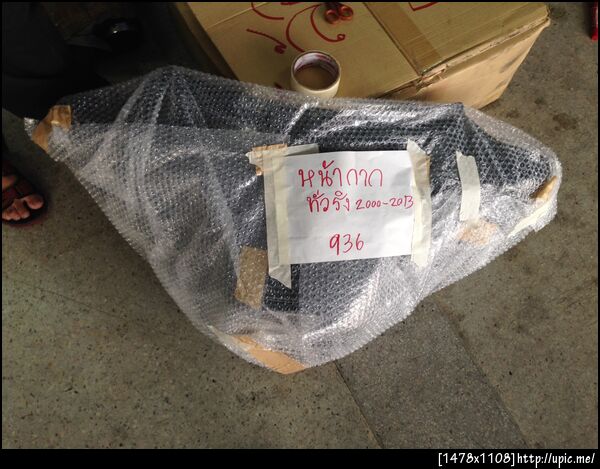 หน้ากาก
หัวริง 2000-2013
936
[1478x1108]http://upic.me/